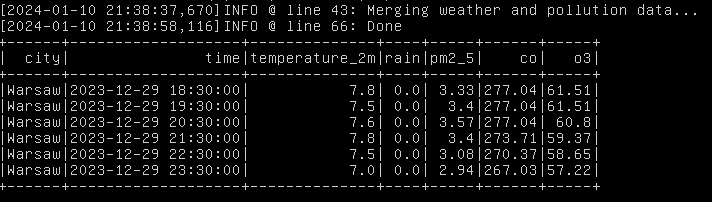 [2024-01-10 21:38:37,670]INFO @ line 43: Merging weather and pollution data...
[2024-01-10 21:38:58,116]INFO @ line 66: Done
+------+-------------------+--------------+----+-----+------+-----+
|  city|               time|temperature_2m|rain|pm2_5|    co|   o3|
+------+-------------------+--------------+----+-----+------+-----+
|Warsaw|2023-12-29 18:30:00|           7.8| 0.0| 3.33|277.04|61.51|
|Warsaw|2023-12-29 19:30:00|           7.5| 0.0|  3.4|277.04|61.51|
|Warsaw|2023-12-29 20:30:00|           7.6| 0.0| 3.57|277.04| 60.8|
|Warsaw|2023-12-29 21:30:00|           7.8| 0.0|  3.4|273.71|59.37|
|Warsaw|2023-12-29 22:30:00|           7.5| 0.0| 3.08|270.37|58.65|
|Warsaw|2023-12-29 23:30:00|           7.0| 0.0| 2.94|267.03|57.22|
+------+-------------------+--------------+----+-----+------+-----+